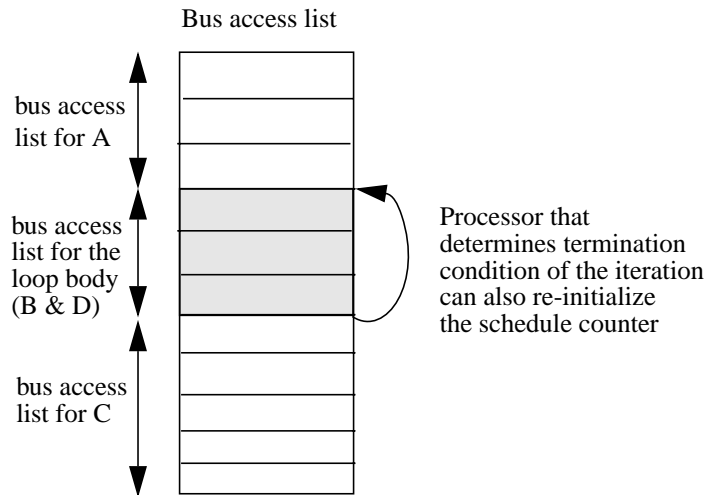 Bus access list
bus access
list for A
bus access
list for the
loop body
(B & D)
Processor that
determines termination
condition of the iteration
can also re-initialize
the schedule counter
bus access
list for C